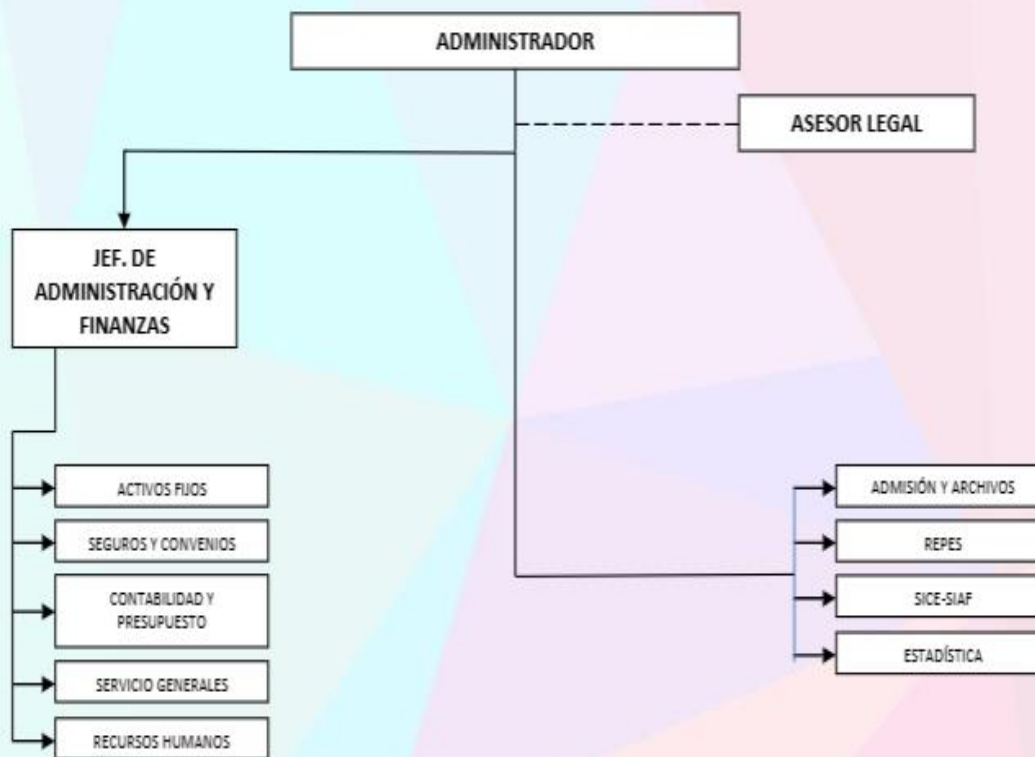 ADMINISTRADOR
ASESOR LEGAL
JEF. DE
ADMINISTRACIÓN Y
FINANZAS
ACTIVOS FIJOS
SEGUROS Y CONVENIOS
CONTABILIDAD Y
PRESUPUESTO
SERVICIO GENERALES
RECURSOS HUMANOS
ADMISIÓN Y ARCHIVOS
REPES
SICE-SIAF
ESTADÍSTICA